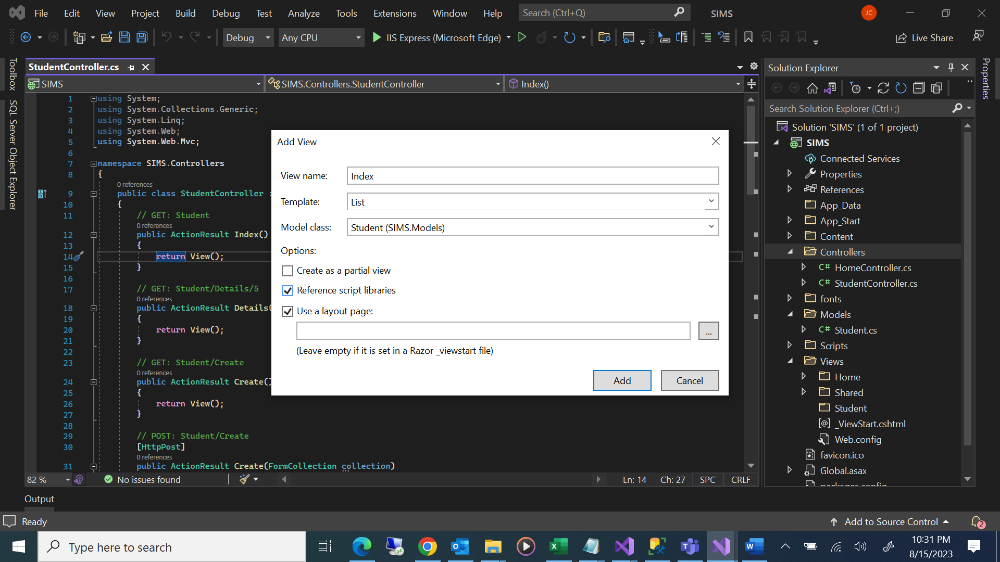 File Edit View Project Build Debug Test Analyze Tools Extensions Window Help Search (Ctrl+Q) SIMS JC
Debug Any CPU IIS Express (Microsoft Edge) Live Share
Toolbox
SQL Server Object Explorer
StudentController.cs
SIMS SIMS.Controllers.StudentController Index()
1 using System;
2 using System.Collections.Generic;
3 using System.Linq;
4 using System.Web;
5 using System.Web.Mvc;
6
7 namespace SIMS.Controllers
8 {
0 references
9 public class StudentController :
10 {
11 // GET: Student
0 references
12 public ActionResult Index()
13 {
14 return View();
15 }
16
17 // GET: Student/Details/5
0 references
18 public ActionResult Details(
19 {
20 return View();
21 }
22
23 // GET: Student/Create
0 references
24 public ActionResult Create()
25 {
26 return View();
27 }
28
29 // POST: Student/Create
30 [HttpPost]
0 references
31 public ActionResult Create(FormCollection collection)
82 % No issues found Ln: 14 Ch: 27 SPC CRLF
Add View
View name: Index
Template: List
Model class: Student (SIMS.Models)
Options:
Create as a partial view
Reference script libraries
Use a layout page:
...
(Leave empty if it is set in a Razor _viewstart file)
Add Cancel
Solution Explorer
Search Solution Explorer (Ctrl+;)
Solution 'SIMS' (1 of 1 project)
SIMS
Connected Services
Properties
References
App_Data
App_Start
Content
Controllers
C# HomeController.cs
C# StudentController.cs
fonts
Models
C# Student.cs
Scripts
Views
Home
Shared
Student
[@] _ViewStart.cshtml
Web.config
favicon.ico
Global.asax
packages.config
Properties
Output
Ready Add to Source Control 2
Type here to search
10:31 PM
8/15/2023